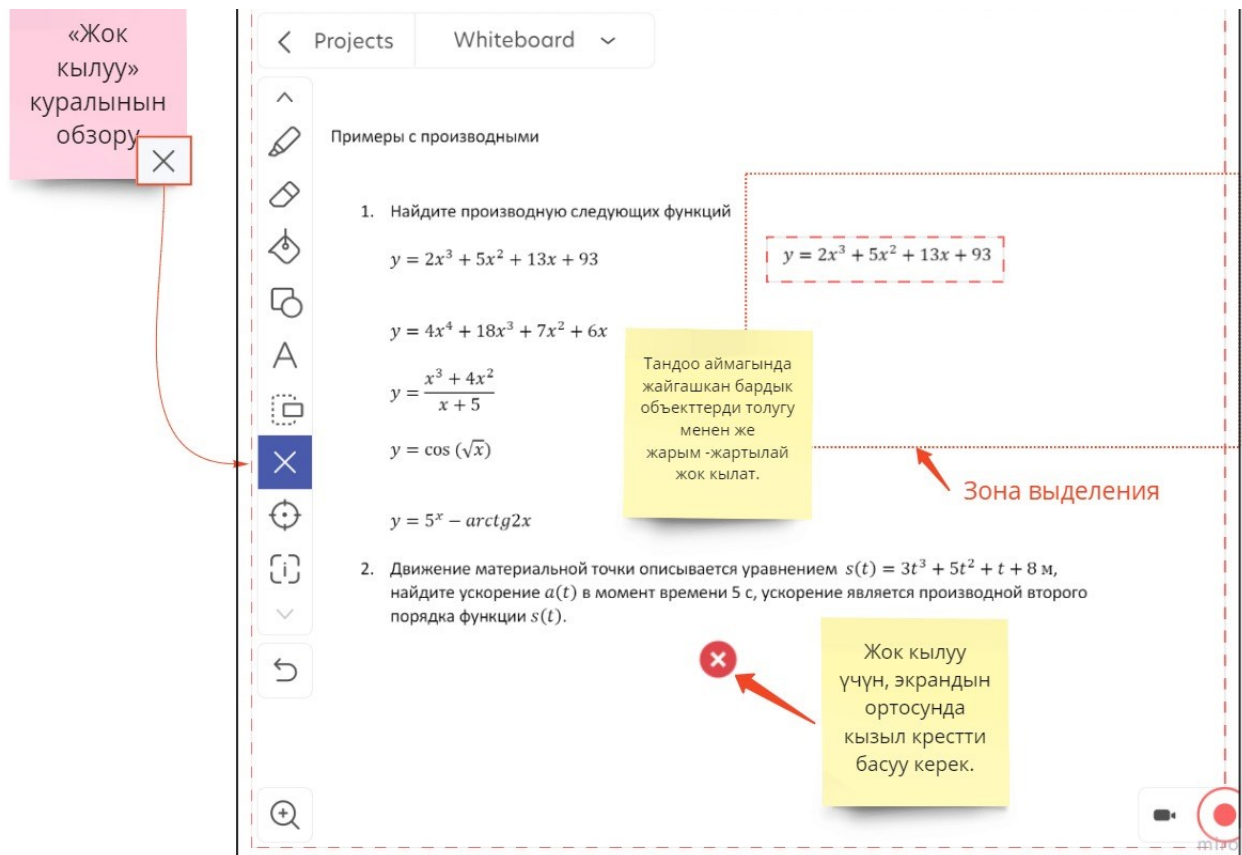 «Жок
кылуу»
куралынын
обзору
Projects
Whiteboard
Примеры с производными
1. Найдите производную следующих функций
y = 2x³ + 5x² + 13x + 93
y = 2x³ + 5x² + 13x + 93
y = 4x⁴ + 18x³ + 7x² + 6x
y = (x³ + 4x²)/(x + 5)
y = cos (√x)
y = 5ˣ − arctg2x
Тандоо аймагында
жайгашкан бардык
объекттерди толугу
менен же
жарым -жартылай
жок кылат.
Зона выделения
2. Движение материальной точки описывается уравнением s(t) = 3t³ + 5t² + t + 8 м,
найдите ускорение a(t) в момент времени 5 с, ускорение является производной второго
порядка функции s(t).
Жок кылуу
үчүн, экрандын
ортосунда
кызыл крестти
басуу керек.
miro